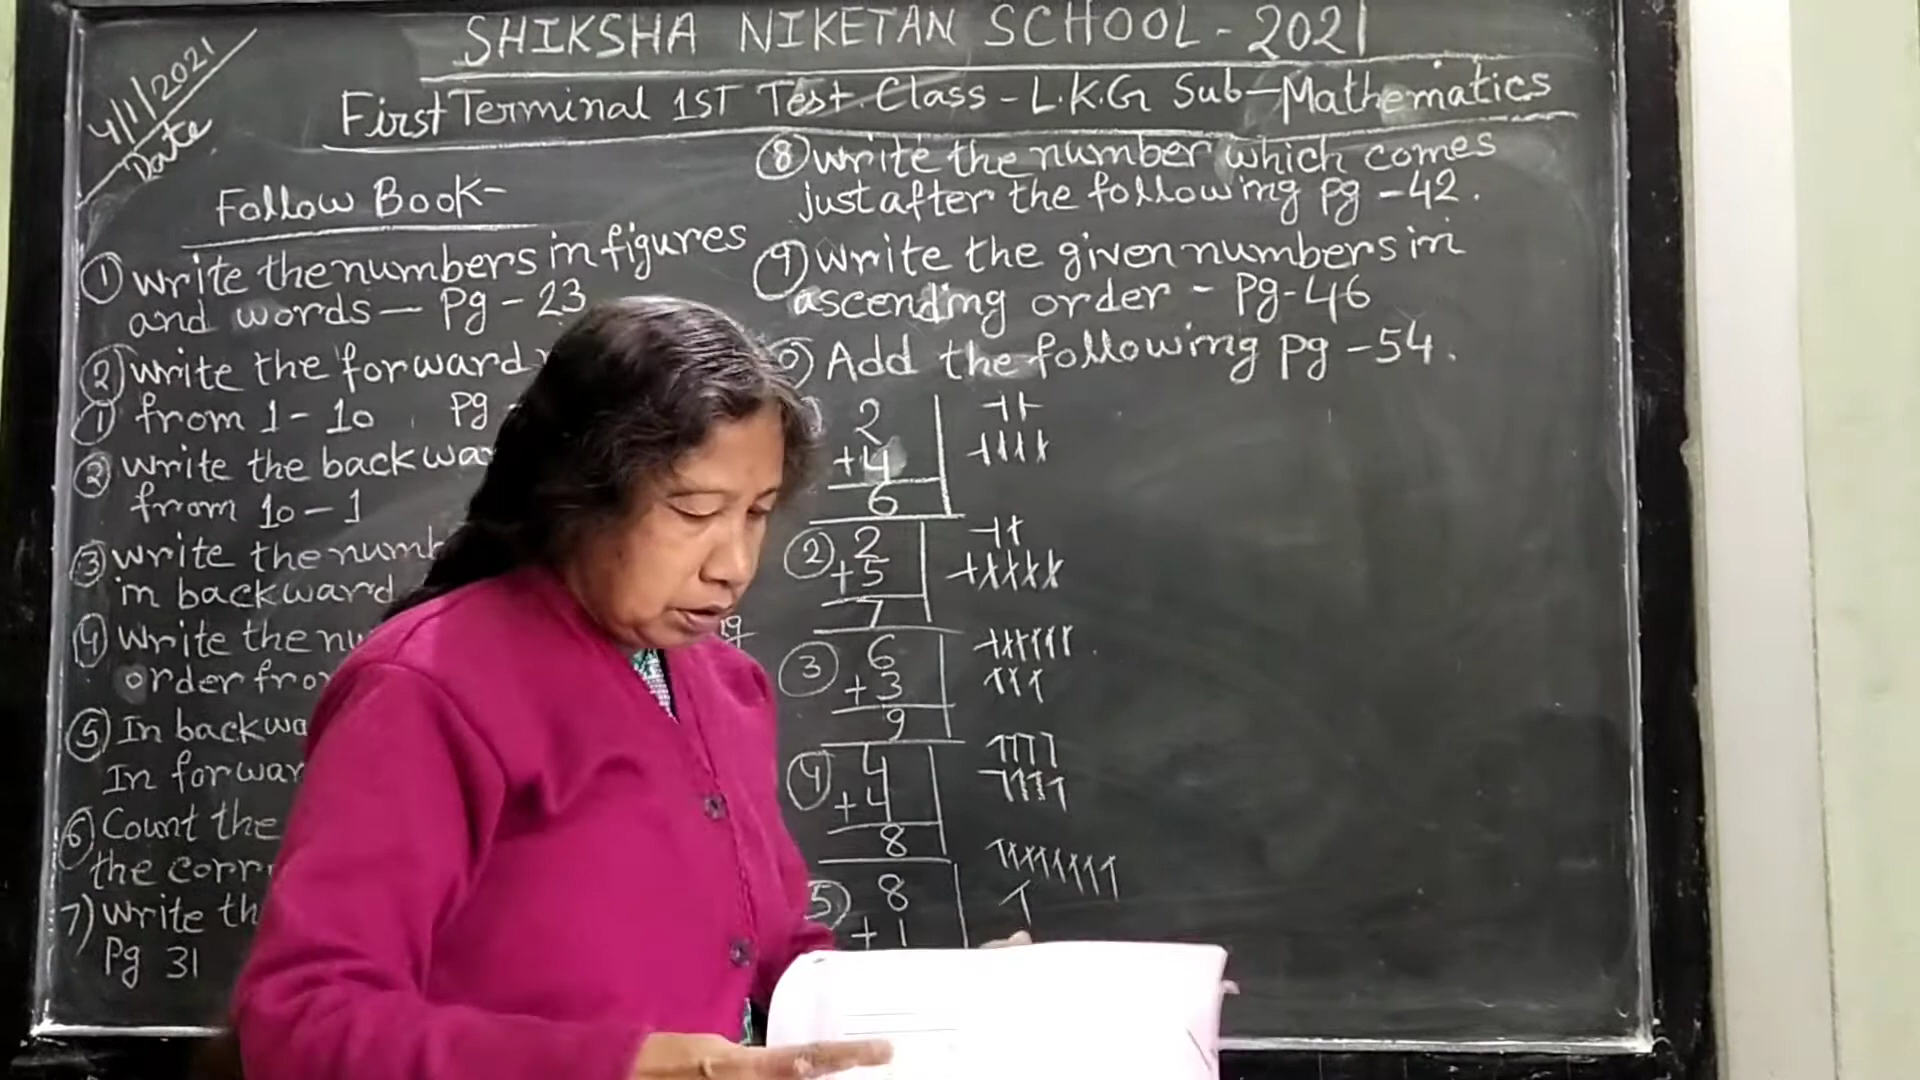 SHIKSHA NIKETAN SCHOOL - 2021
4/1/2021
Date
First Terminal 1ST Test. Class - L.K.G Sub - Mathematics
Follow Book -
① Write the numbers in figures
and words - Pg - 23
② Write the forward
① from 1 - 10 Pg
② Write the backwa
from 10 - 1
③ Write the numb
in backward
④ Write the nu
order fro
⑤ In backwa
In forwar
⑥ Count the
the corr
7) Write th
Pg 31
⑧ Write the number which comes
just after the following Pg - 42.
⑨ Write the given numbers in
ascending order - Pg - 46
Add the following Pg - 54.
2
+4
6
② 2
+5
7
③ 6
+3
9
④ 4
+4
8
5) 8
+1